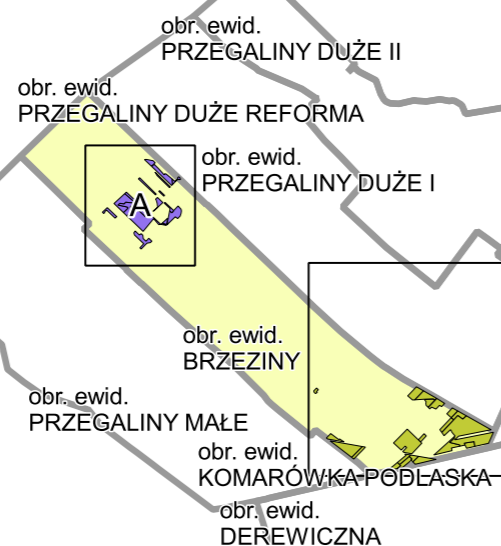 obr. ewid.
PRZEGALINY DUŻE II
obr. ewid.
PRZEGALINY DUŻE REFORMA
obr. ewid.
PRZEGALINY DUŻE I
A
obr. ewid.
BRZEZINY
obr. ewid.
PRZEGALINY MAŁE
obr. ewid.
KOMARÓWKA PODLASKA
obr. ewid.
DEREWICZNA